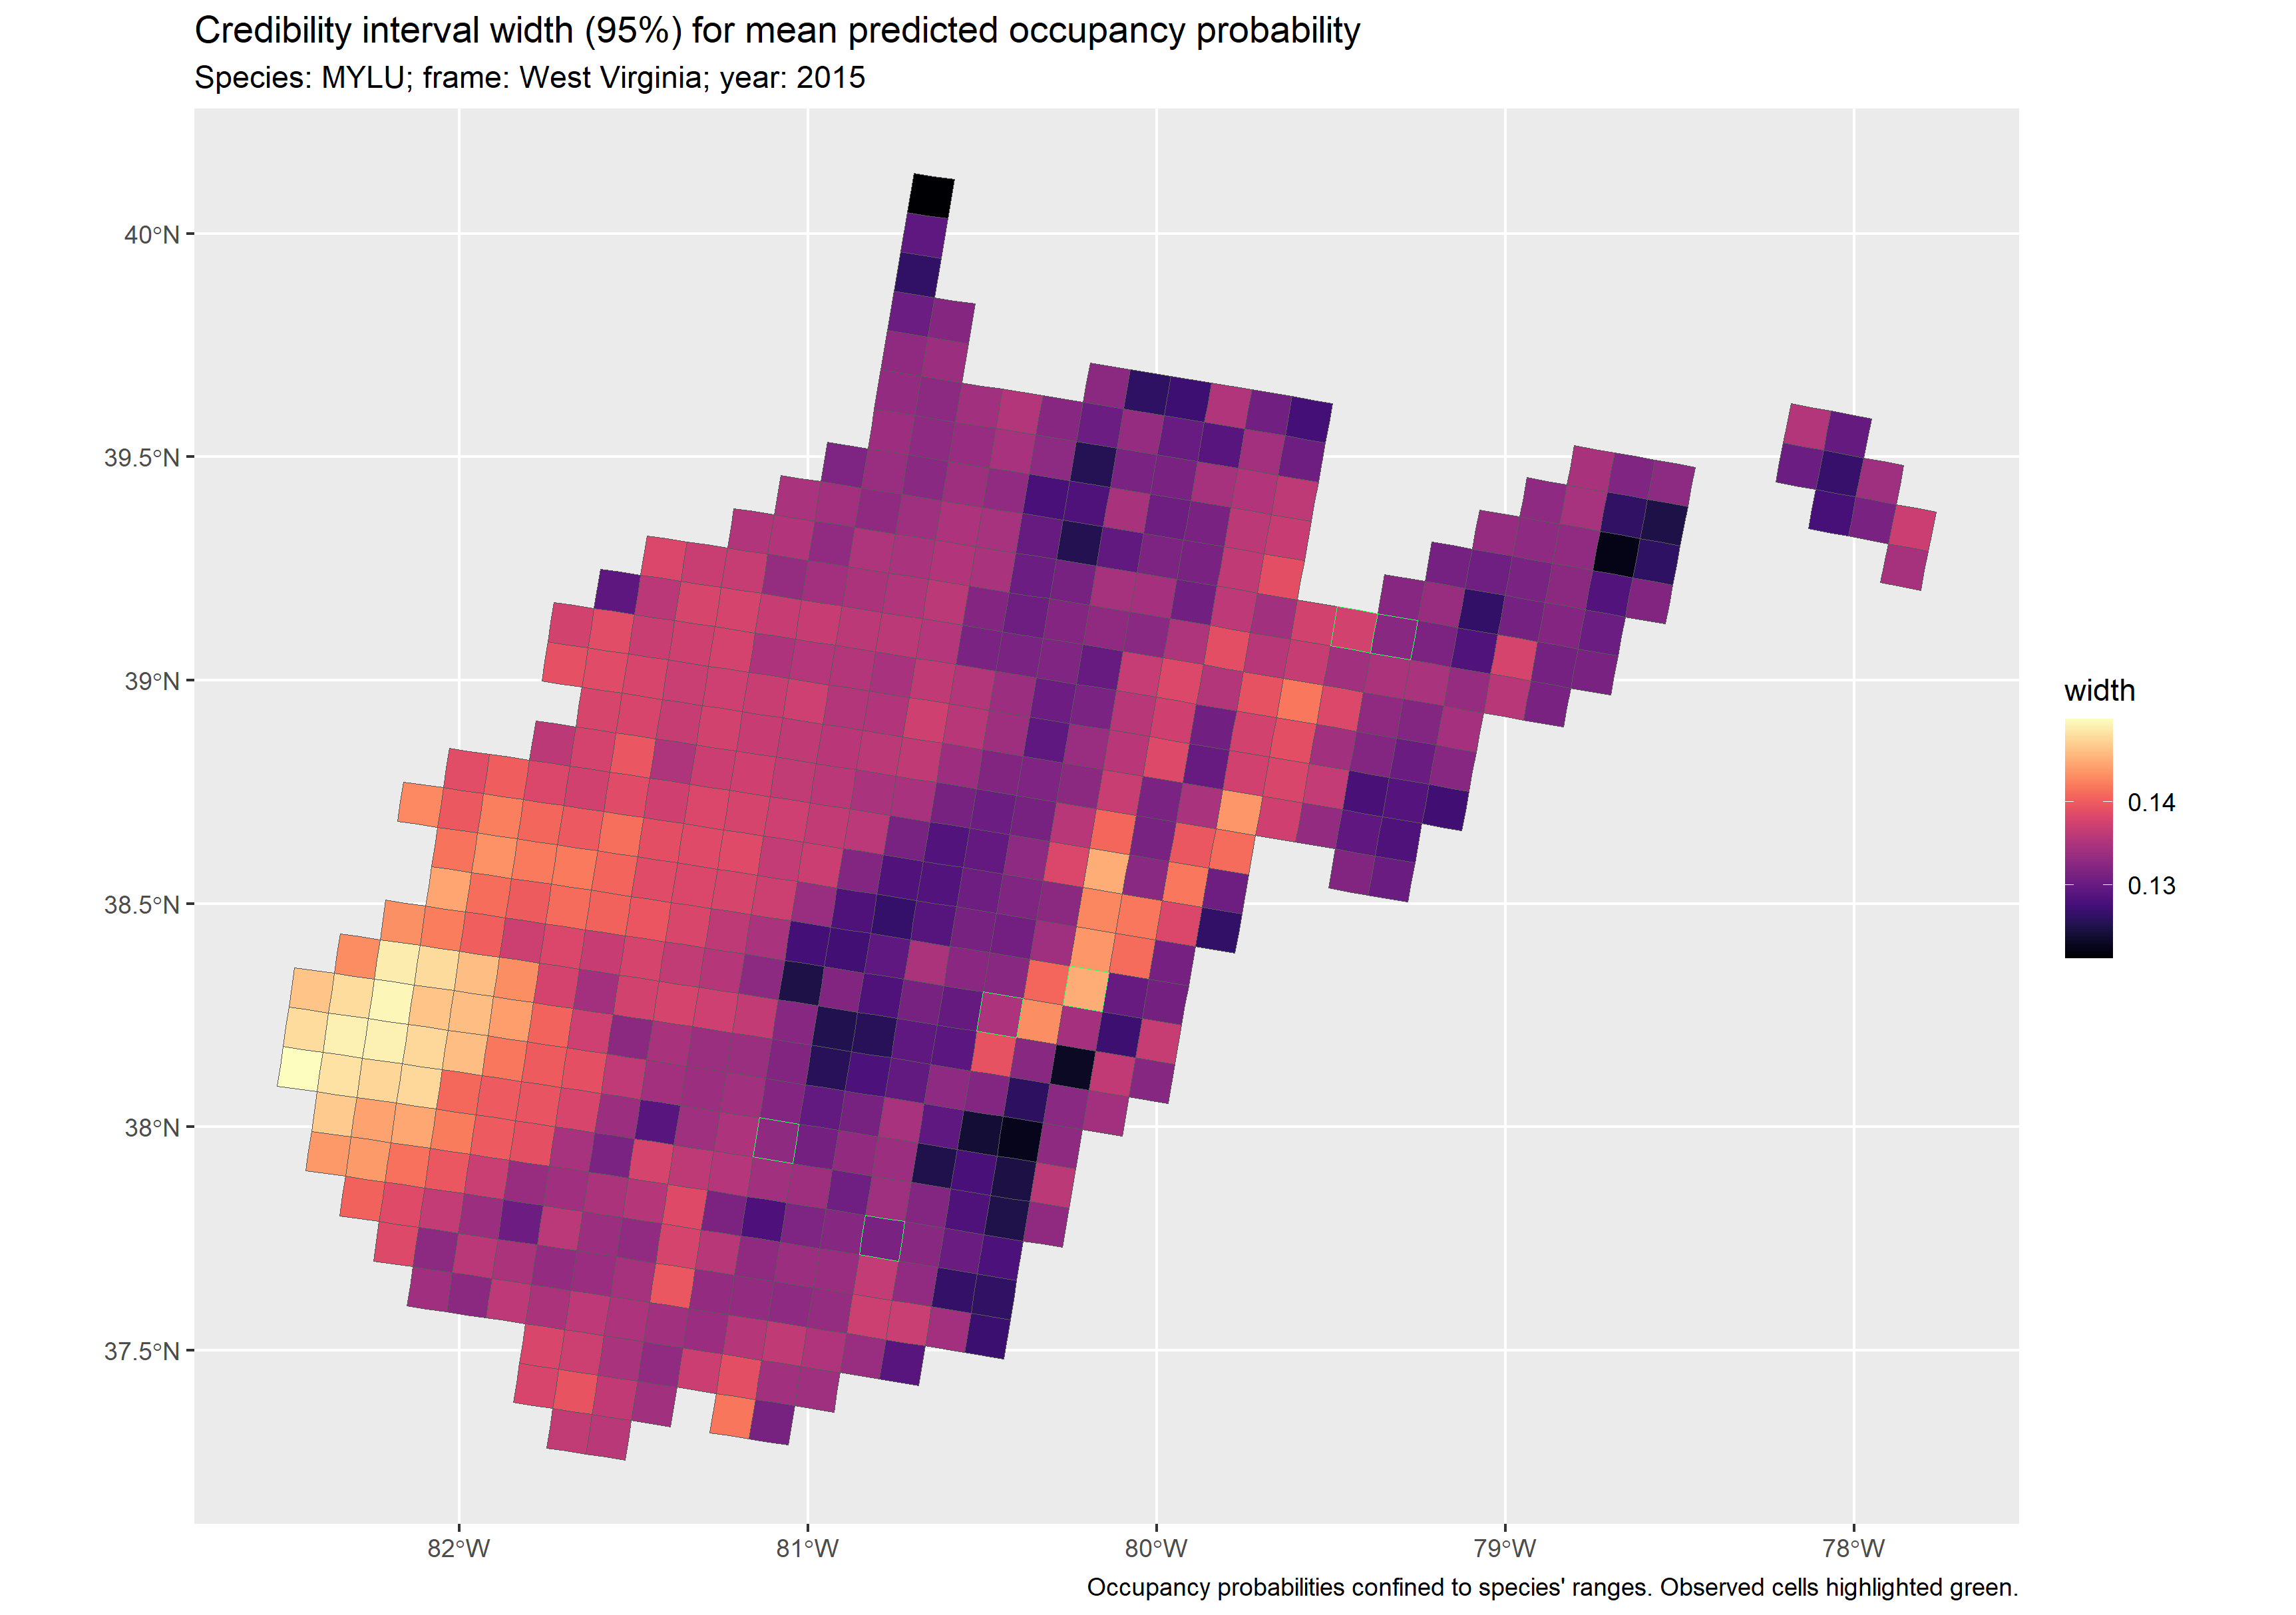 Credibility interval width (95%) for mean predicted occupancy probability
Species: MYLU; frame: West Virginia; year: 2015
40°N
39.5°N
39°N
38.5°N
38°N
37.5°N
82°W
81°W
80°W
79°W
78°W
width
0.14
0.13
Occupancy probabilities confined to species' ranges. Observed cells highlighted green.